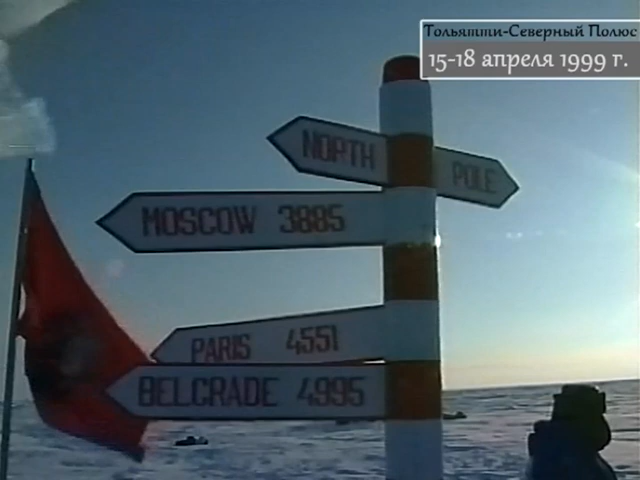 Тольятти-Северный Полюс
15-18 апреля 1999 г.
NORTH POLE
MOSCOW 3885
PARIS 4551
BELGRADE 4995